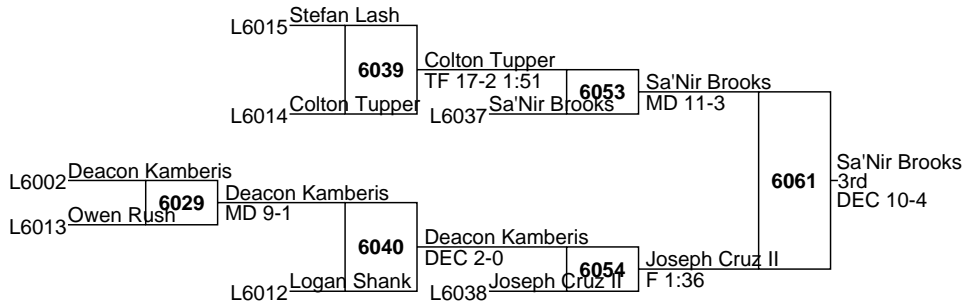 Stefan Lash
L6015
6039
Colton Tupper
TF 17-2 1:51
L6014 Colton Tupper
L6037 Sa'Nir Brooks
6053
Sa'Nir Brooks
MD 11-3
L6002 Deacon Kamberis
6029
Deacon Kamberis
MD 9-1
L6013 Owen Rush
6040
Deacon Kamberis
DEC 2-0
L6012 Logan Shank
L6038 Joseph Cruz II
6054
Joseph Cruz II
F 1:36
6061
Sa'Nir Brooks
3rd
DEC 10-4